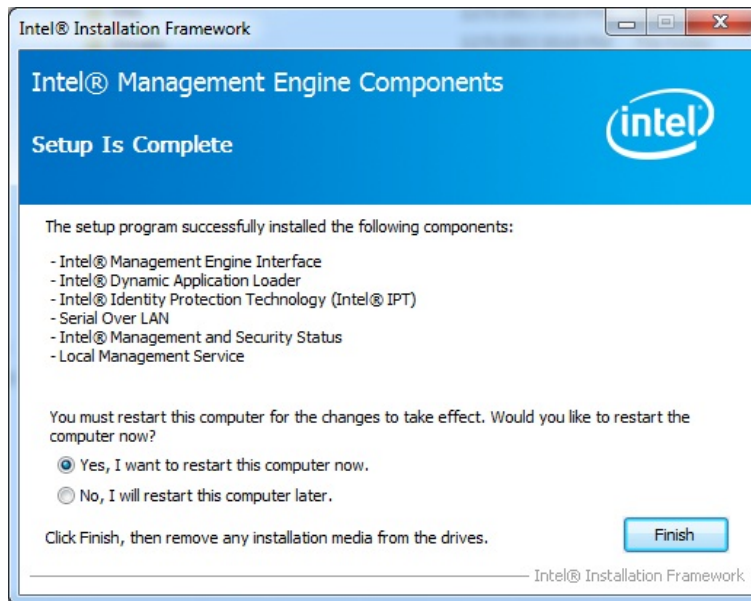 Intel® Installation Framework
Intel® Management Engine Components
intel
Setup Is Complete
The setup program successfully installed the following components:
- Intel® Management Engine Interface
- Intel® Dynamic Application Loader
- Intel® Identity Protection Technology (Intel® IPT)
- Serial Over LAN
- Intel® Management and Security Status
- Local Management Service
You must restart this computer for the changes to take effect. Would you like to restart the
computer now?
Yes, I want to restart this computer now.
No, I will restart this computer later.
Click Finish, then remove any installation media from the drives.
Finish
Intel® Installation Framework